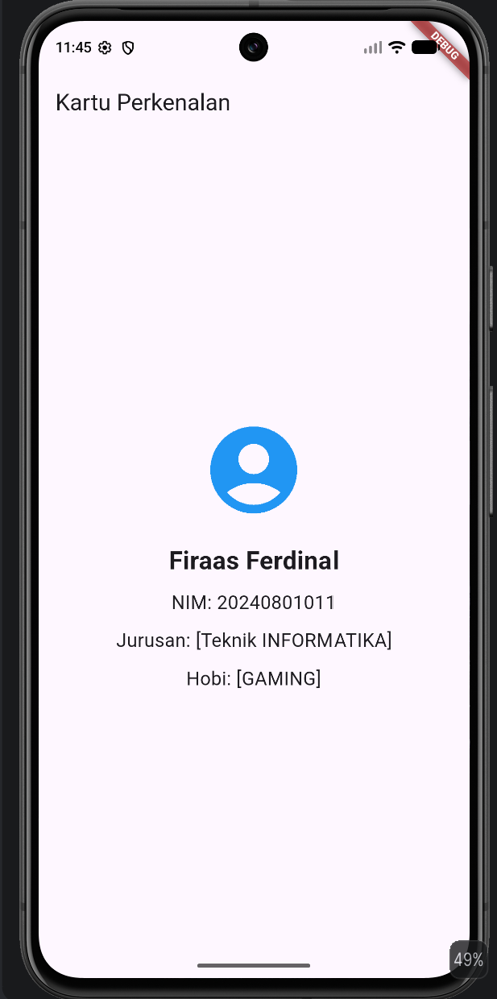 11:45
DEBUG
Kartu Perkenalan
Firaas Ferdinal
NIM: 20240801011
Jurusan: [Teknik INFORMATIKA]
Hobi: [GAMING]
49%